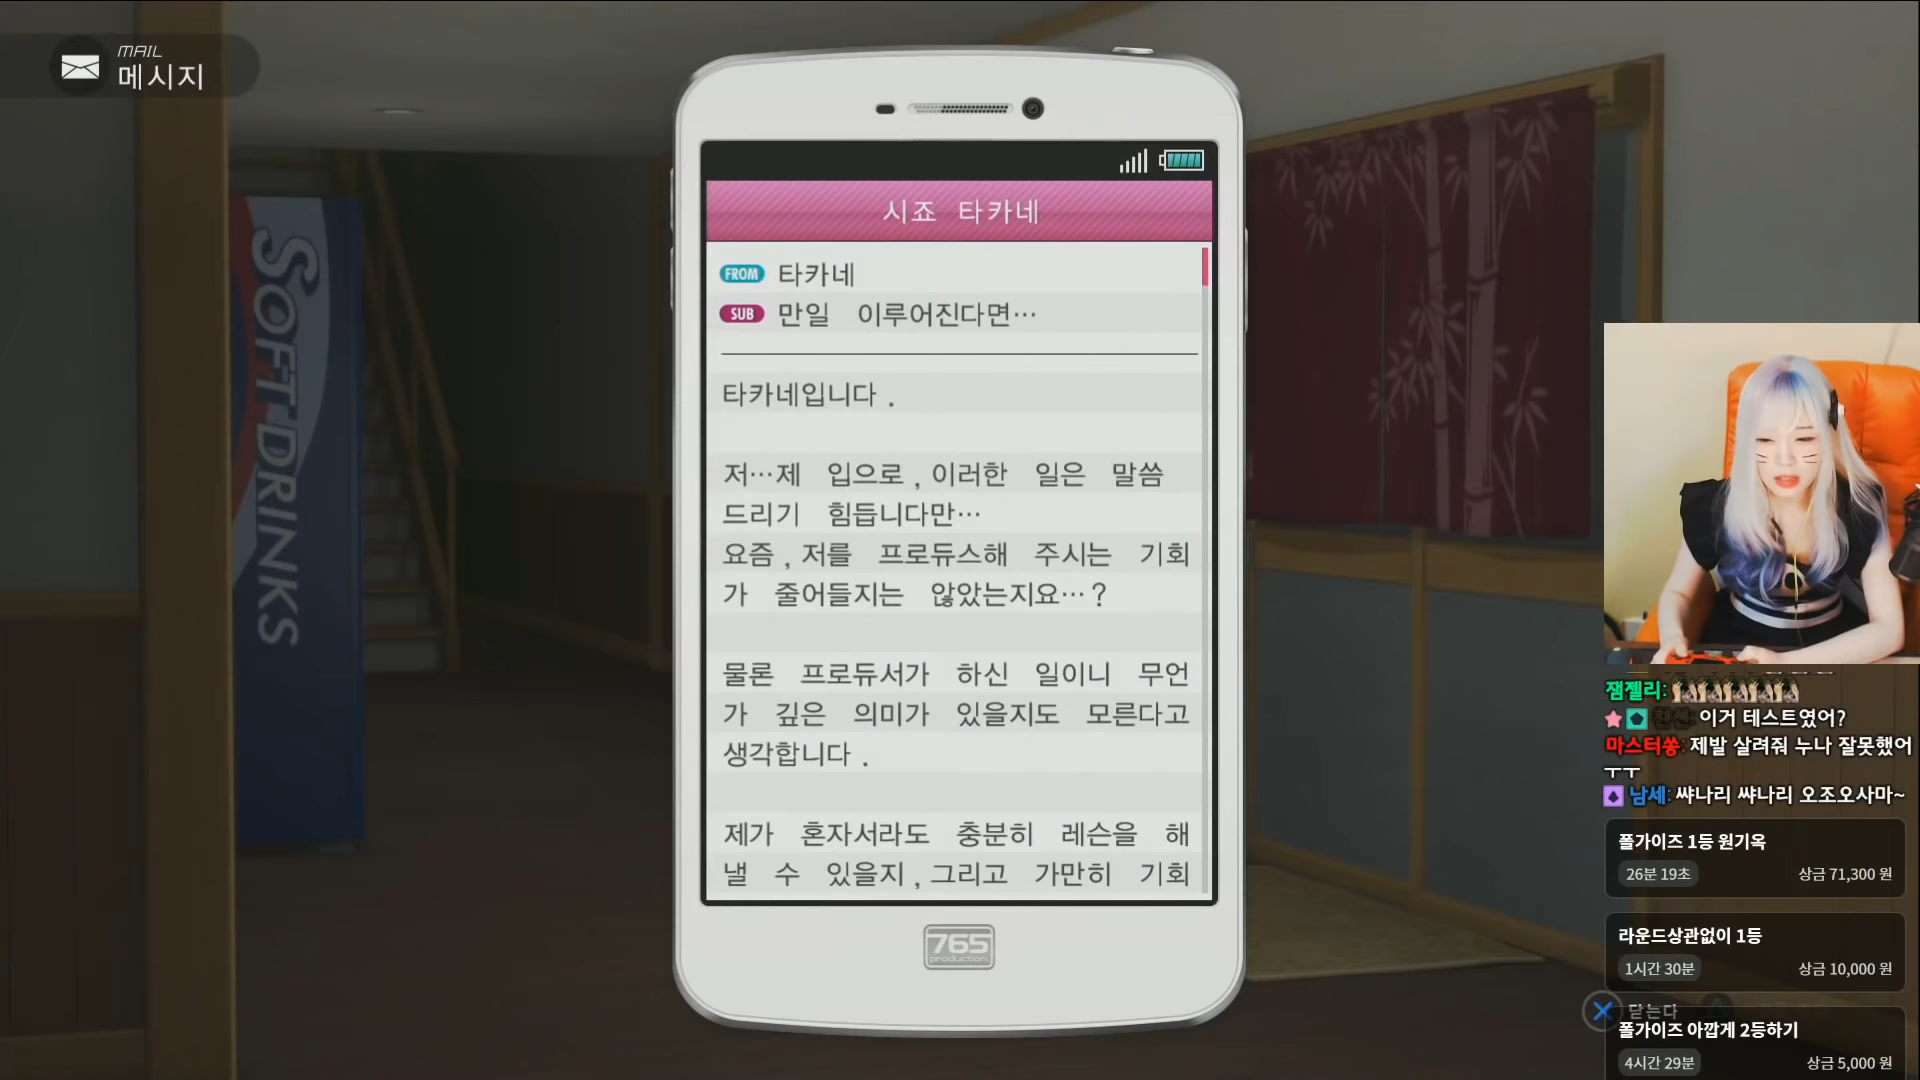 MAIL
메시지
SOFT DRINKS
시죠 타카네
FROM 타카네
SUB 만일 이루어진다면…
타카네입니다.
저…제 입으로,이러한 일은 말씀
드리기 힘듭니다만…
요즘,저를 프로듀스해 주시는 기회
가 줄어들지는 않았는지요…?
물론 프로듀서가 하신 일이니 무언
가 깊은 의미가 있을지도 모른다고
생각합니다.
제가 혼자서라도 충분히 레슨을 해
낼 수 있을지,그리고 가만히 기회
765
production
잼젤리:
이거 테스트였어?
마스터쏭: 제발 살려줘 누나 잘못했어
ㅜㅜ
남세: 쌰나리 쌰나리 오조오사마~
폴가이즈 1등 원기옥
26분 19초 상금 71,300 원
라운드상관없이 1등
1시간 30분 상금 10,000 원
닫는다
폴가이즈 아깝게 2등하기
4시간 29분 상금 5,000 원